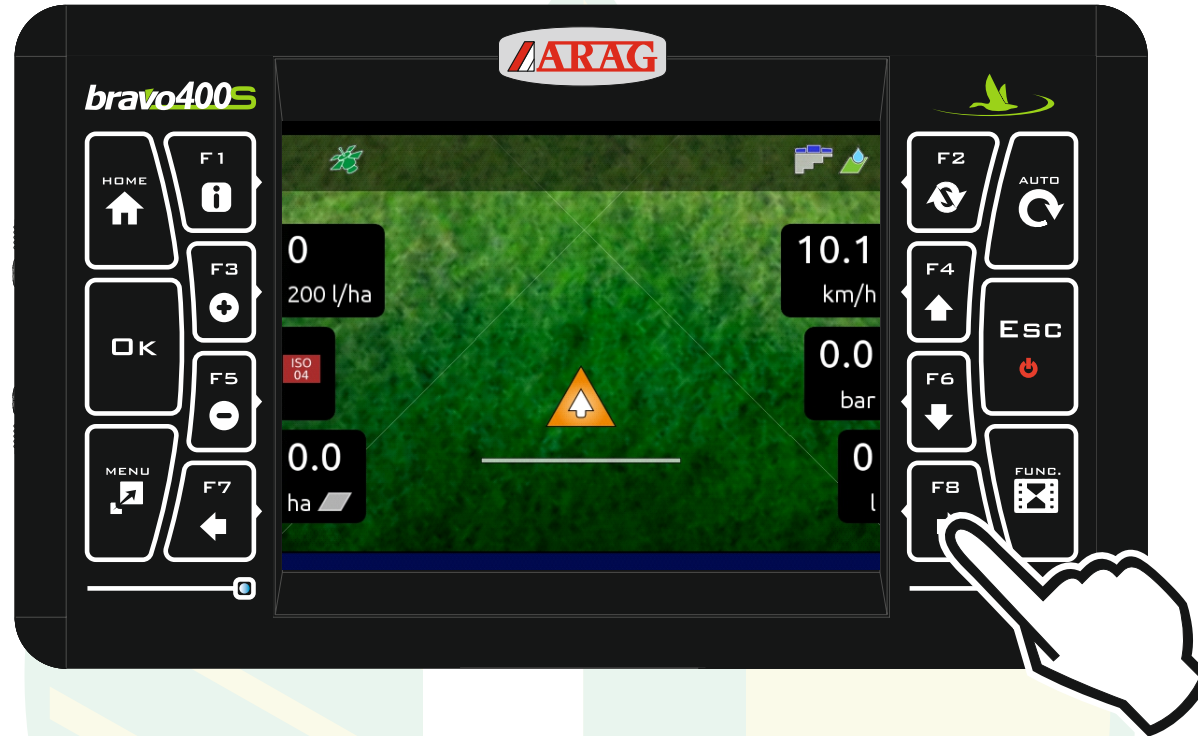 ARAG
bravo400S
HOME
F1
F3
OK
F5
MENU
F7
0
200 l/ha
ISO
04
0.0
ha
10.1
km/h
0.0
bar
0
l
F2
AUTO
F4
ESC
F6
FUNC.
F8